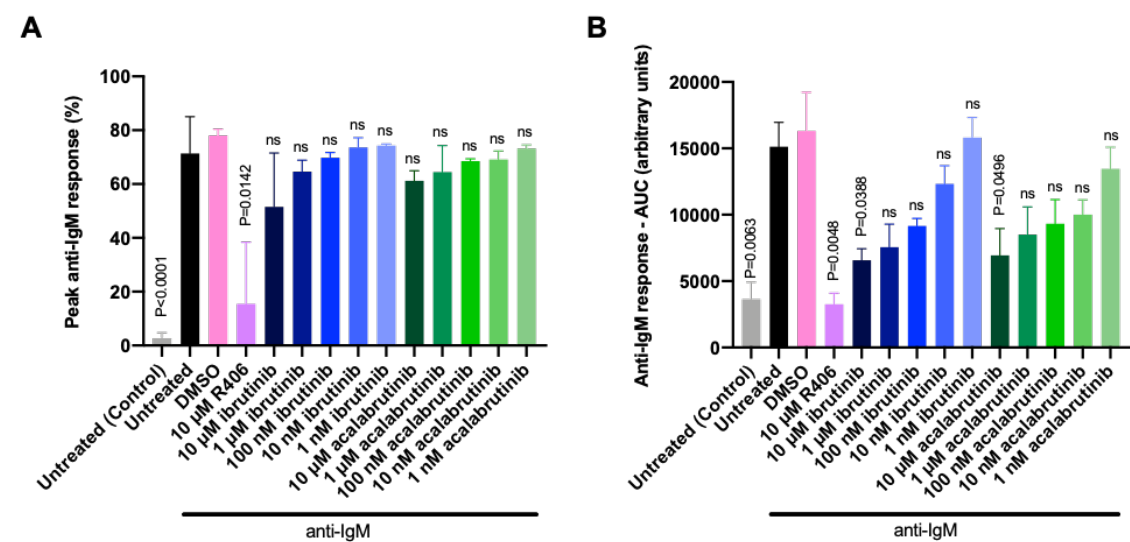 A
Peak anti-IgM response (%)
100
80
60
40
20
0
P<0.0001
P=0.0142
ns
ns
ns
ns
ns
ns
ns
ns
ns
ns
Untreated (Control)
Untreated
DMSO
10 µM R406
10 µM ibrutinib
1 µM ibrutinib
100 nM ibrutinib
10 nM ibrutinib
1 nM ibrutinib
10 µM acalabrutinib
1 µM acalabrutinib
100 nM acalabrutinib
10 nM acalabrutinib
1 nM acalabrutinib
anti-IgM
B
Anti-IgM response - AUC (arbitrary units)
20000
15000
10000
5000
0
P=0.0063
P=0.0048
P=0.0388
ns
ns
ns
ns
P=0.0496
ns
ns
ns
ns
Untreated (Control)
Untreated
DMSO
10 µM R406
10 µM ibrutinib
1 µM ibrutinib
100 nM ibrutinib
10 nM ibrutinib
1 nM ibrutinib
10 µM acalabrutinib
1 µM acalabrutinib
100 nM acalabrutinib
10 nM acalabrutinib
1 nM acalabrutinib
anti-IgM